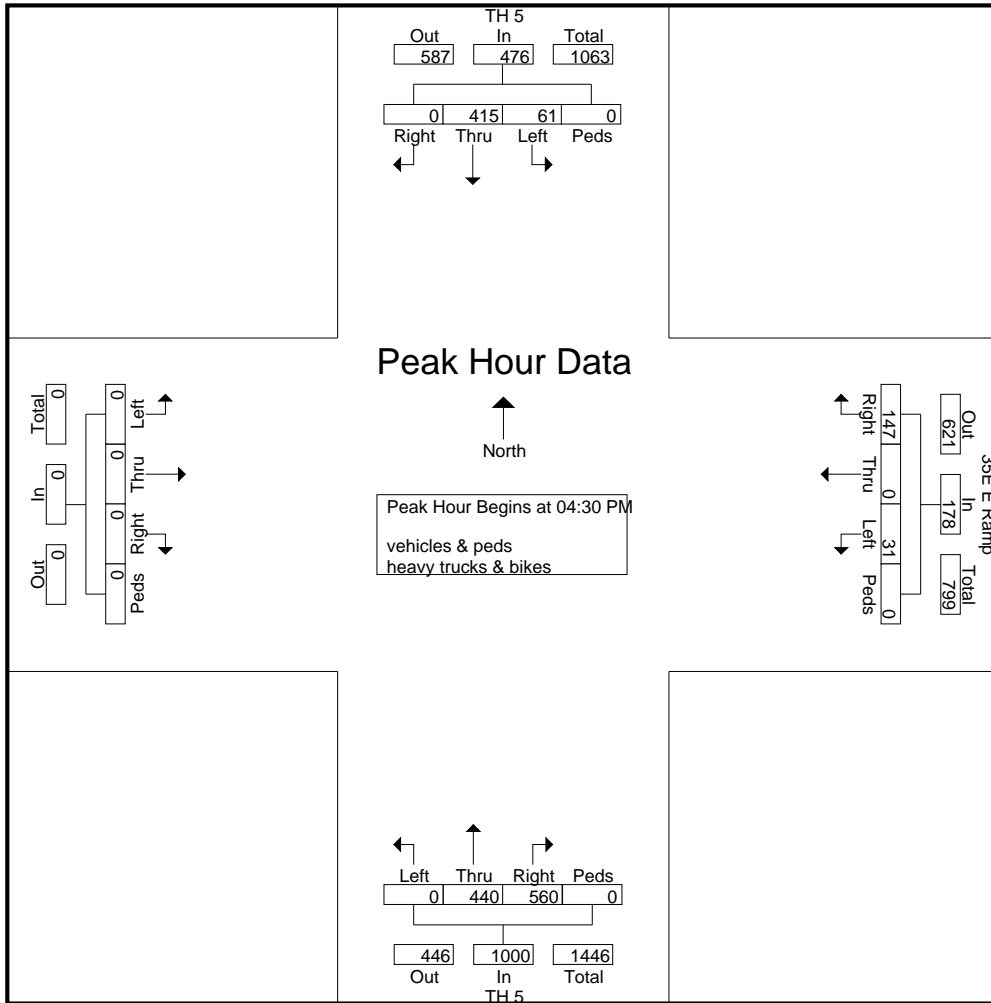 TH 5
Out In Total
587 476 1063
0 415 61 0
Right Thru Left Peds
Peak Hour Data
North
Peak Hour Begins at 04:30 PM
vehicles & peds
heavy trucks & bikes
Total In Out
0 0 0
0 0 0 0
Left Thru Right Peds
35E E Ramp
Out In Total
621 178 799
147 0 31 0
Right Thru Left Peds
Left Thru Right Peds
0 440 560 0
446 1000 1446
Out In Total
TH 5